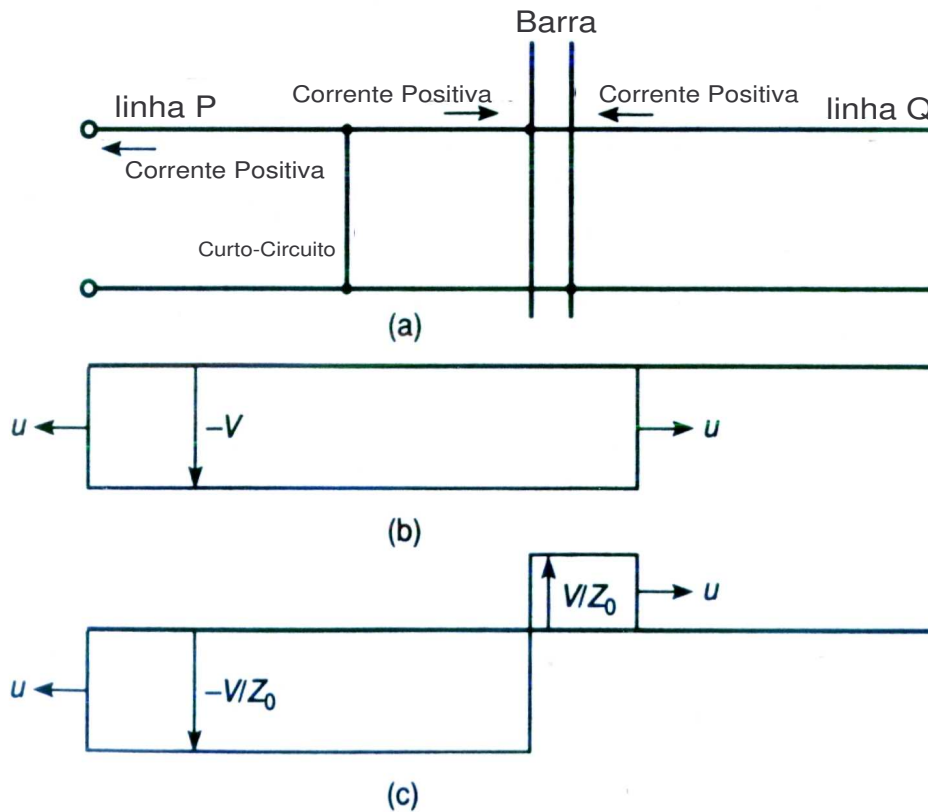 Barra
Corrente Positiva
Corrente Positiva
linha P
linha Q
Corrente Positiva
Curto-Circuito
(a)
u
−V
u
(b)
V/Z₀
u
u
−V/Z₀
(c)